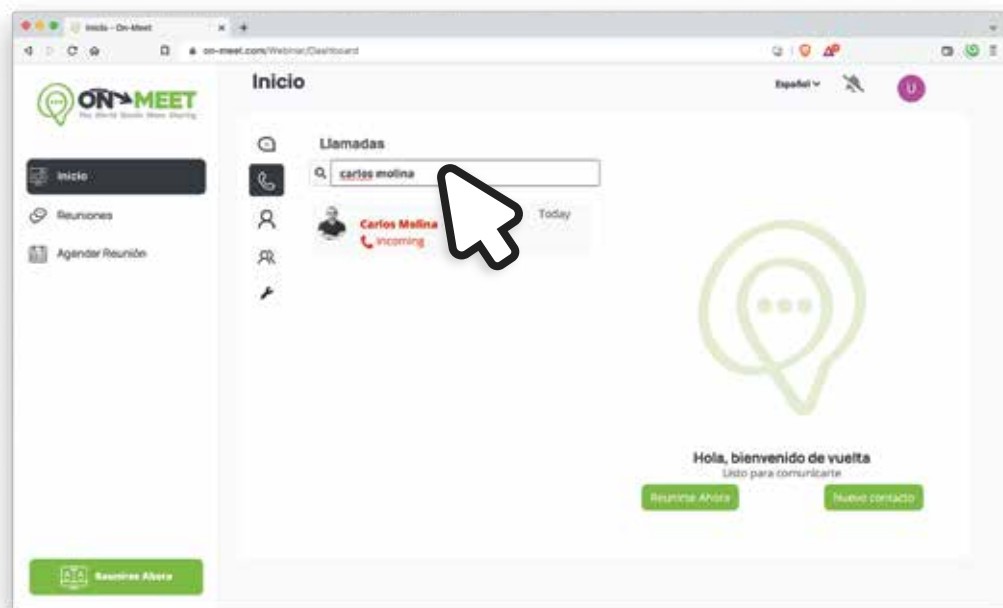 Inicio - On-Meet
on-meet.com/Webinar/Dashboard
ON MEET
Inicio
Español
U
Inicio
Reuniones
Agendar Reunión
Llamadas
carlos molina
Carlos Molina
Today
Incoming
Hola, bienvenido de vuelta
Listo para comunicarte
Reunirse Ahora
Nuevo contacto
Reunirse Ahora